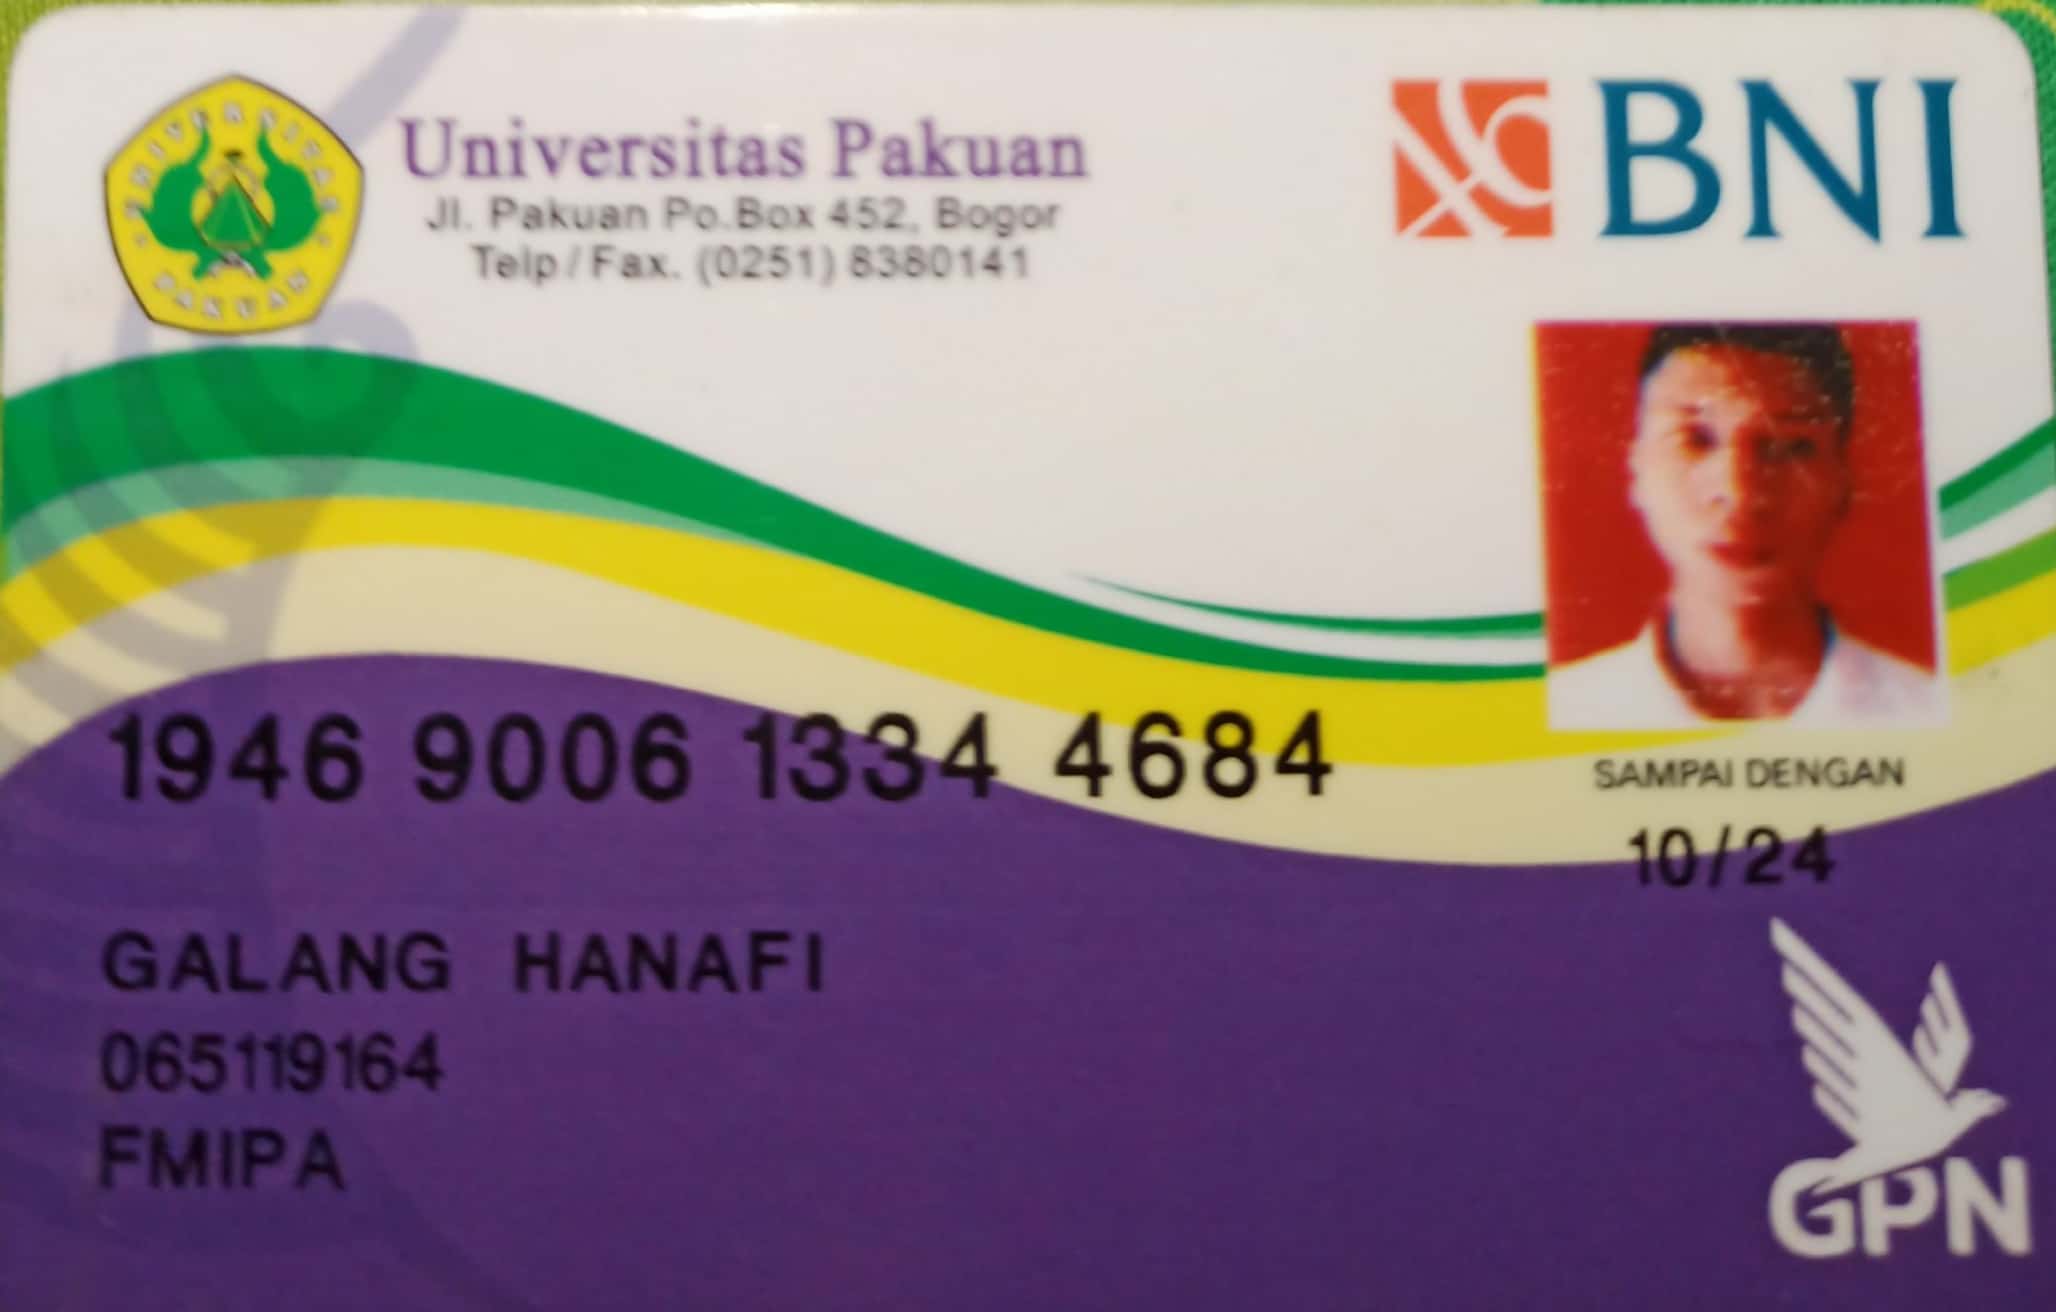 UNIVERSITAS PAKUAN
Universitas Pakuan
Jl. Pakuan Po.Box 452, Bogor
Telp/Fax. (0251) 8380141
BNI
1946 9006 1334 4684
SAMPAI DENGAN
10/24
GALANG HANAFI
065119164
FMIPA
GPN